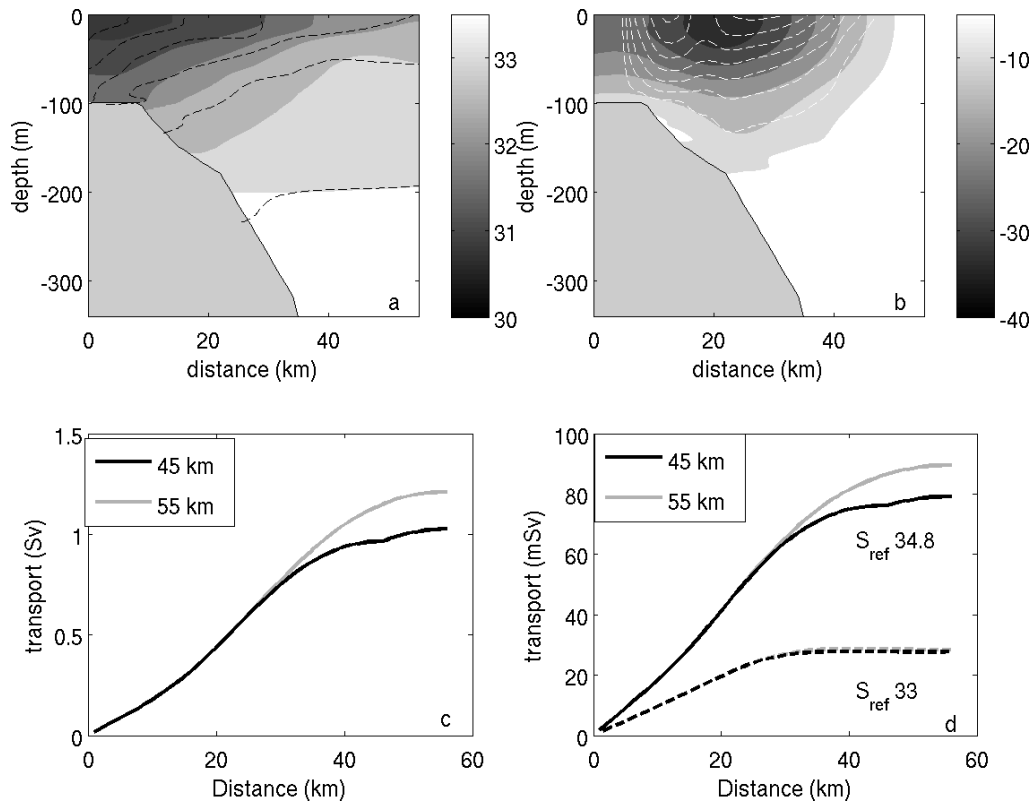 0
-100
-200
-300
depth (m)
0
20
40
distance (km)
a
33
32
31
30
0
-100
-200
-300
depth (m)
0
20
40
distance (km)
b
-10
-20
-30
-40
1.5
1
0.5
0
transport (Sv)
45 km
55 km
0
20
40
60
Distance (km)
c
100
80
60
40
20
0
transport (mSv)
45 km
55 km
S_ref 34.8
S_ref 33
0
20
40
60
Distance (km)
d